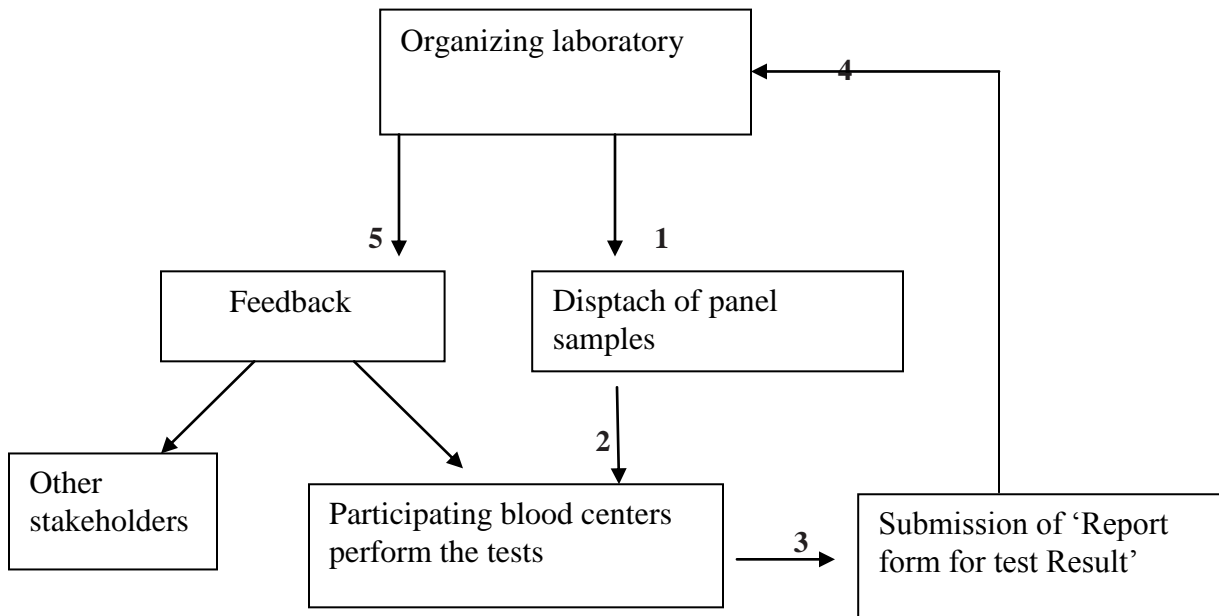 Organizing laboratory
4
5
1
Feedback
Disptach of panel
samples
2
Other
stakeholders
Participating blood centers
perform the tests
3
Submission of ‘Report
form for test Result’